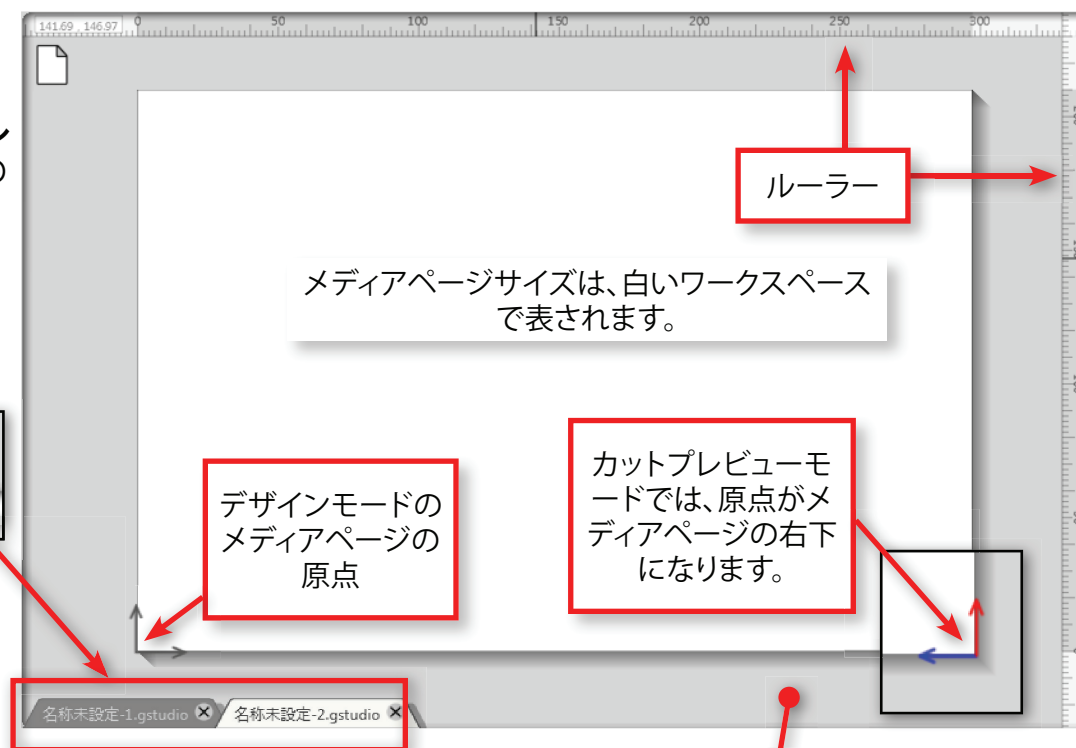 141.69 , 146.97
0 50 100 150 200 250 300
ン
の
ルーラー
メディアページサイズは、白いワークスペース
で表されます。
デザインモードの
メディアページの
原点
カットプレビューモ
ードでは、原点がメ
ディアページの右下
になります。
名称未設定-1.gstudio 名称未設定-2.gstudio